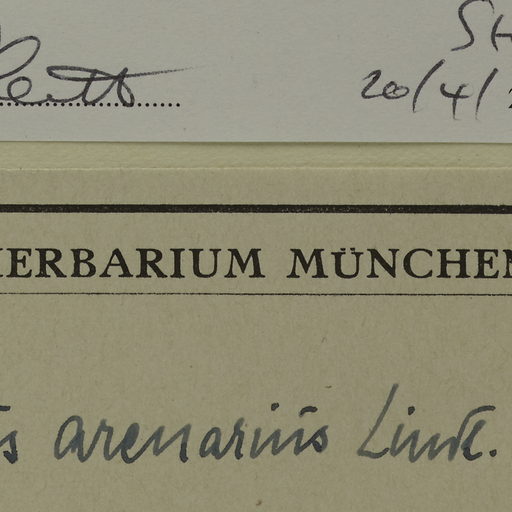 SH
20/4/
HERBARIUM MÜNCHEN
s arenarius Link.